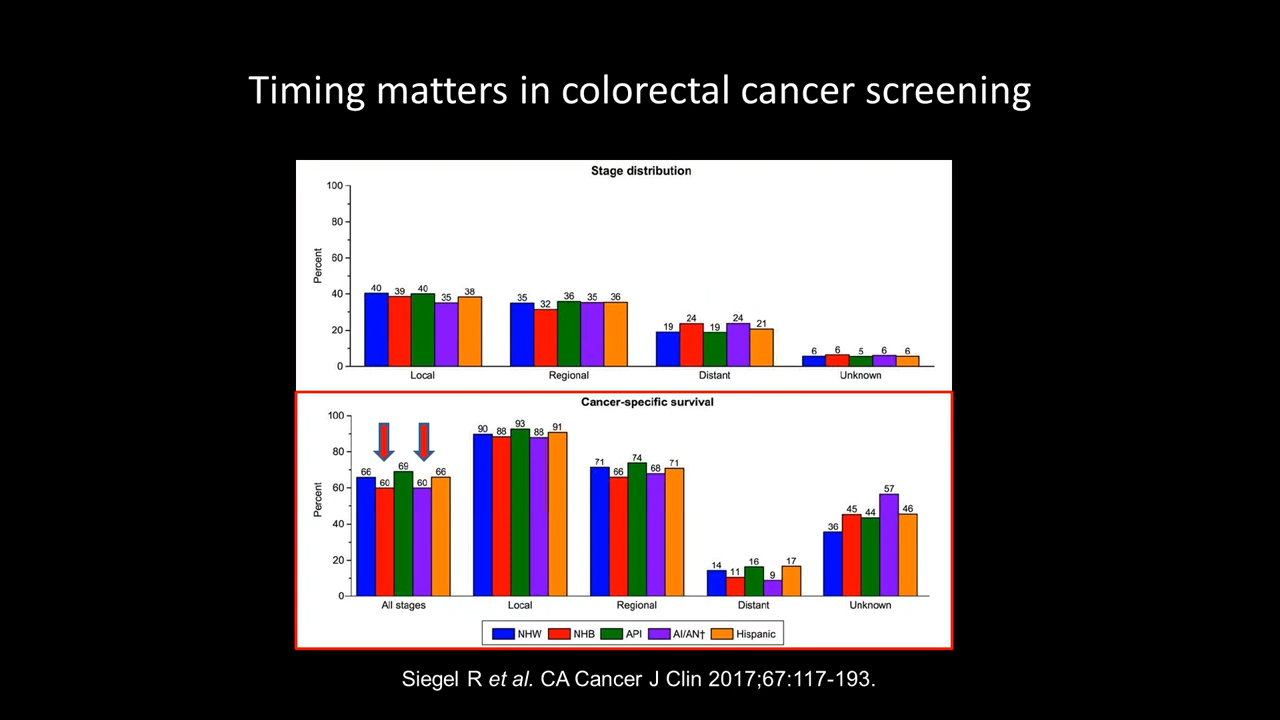 Timing matters in colorectal cancer screening
Stage distribution
Percent
100
80
60
40
20
0
40 39 40 35 38
35 32 36 35 36
19 24 19 24 21
6 6 5 6 6
Local Regional Distant Unknown
Cancer-specific survival
Percent
100
80
60
40
20
0
66 60 69 60 66
90 88 93 88 91
71 66 74 68 71
14 11 16 9 17
36 45 44 57 46
All stages Local Regional Distant Unknown
NHW NHB API AI/AN† Hispanic
Siegel R et al. CA Cancer J Clin 2017;67:117-193.